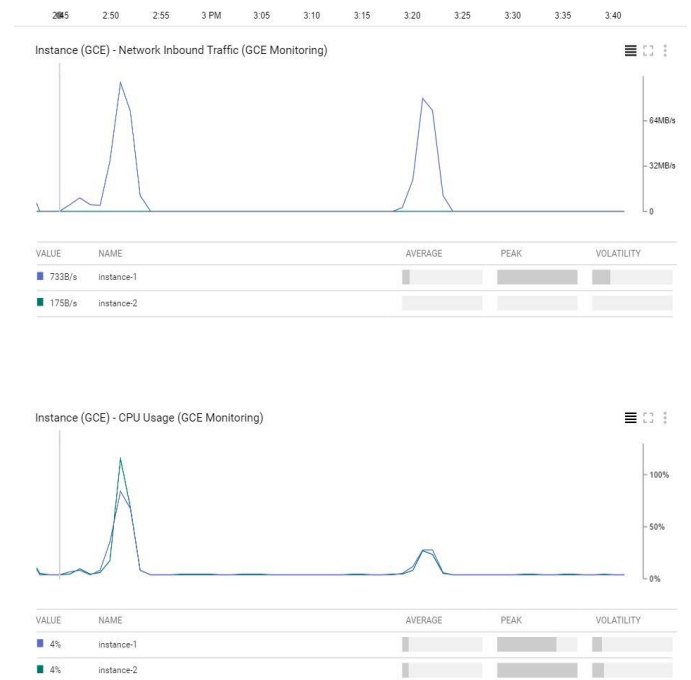 2:45 2:50 2:55 3 PM 3:05 3:10 3:15 3:20 3:25 3:30 3:35 3:40
Instance (GCE) - Network Inbound Traffic (GCE Monitoring)
64MB/s
32MB/s
0
VALUE NAME AVERAGE PEAK VOLATILITY
733B/s instance-1
175B/s instance-2
Instance (GCE) - CPU Usage (GCE Monitoring)
100%
50%
0%
VALUE NAME AVERAGE PEAK VOLATILITY
4% instance-1
4% instance-2